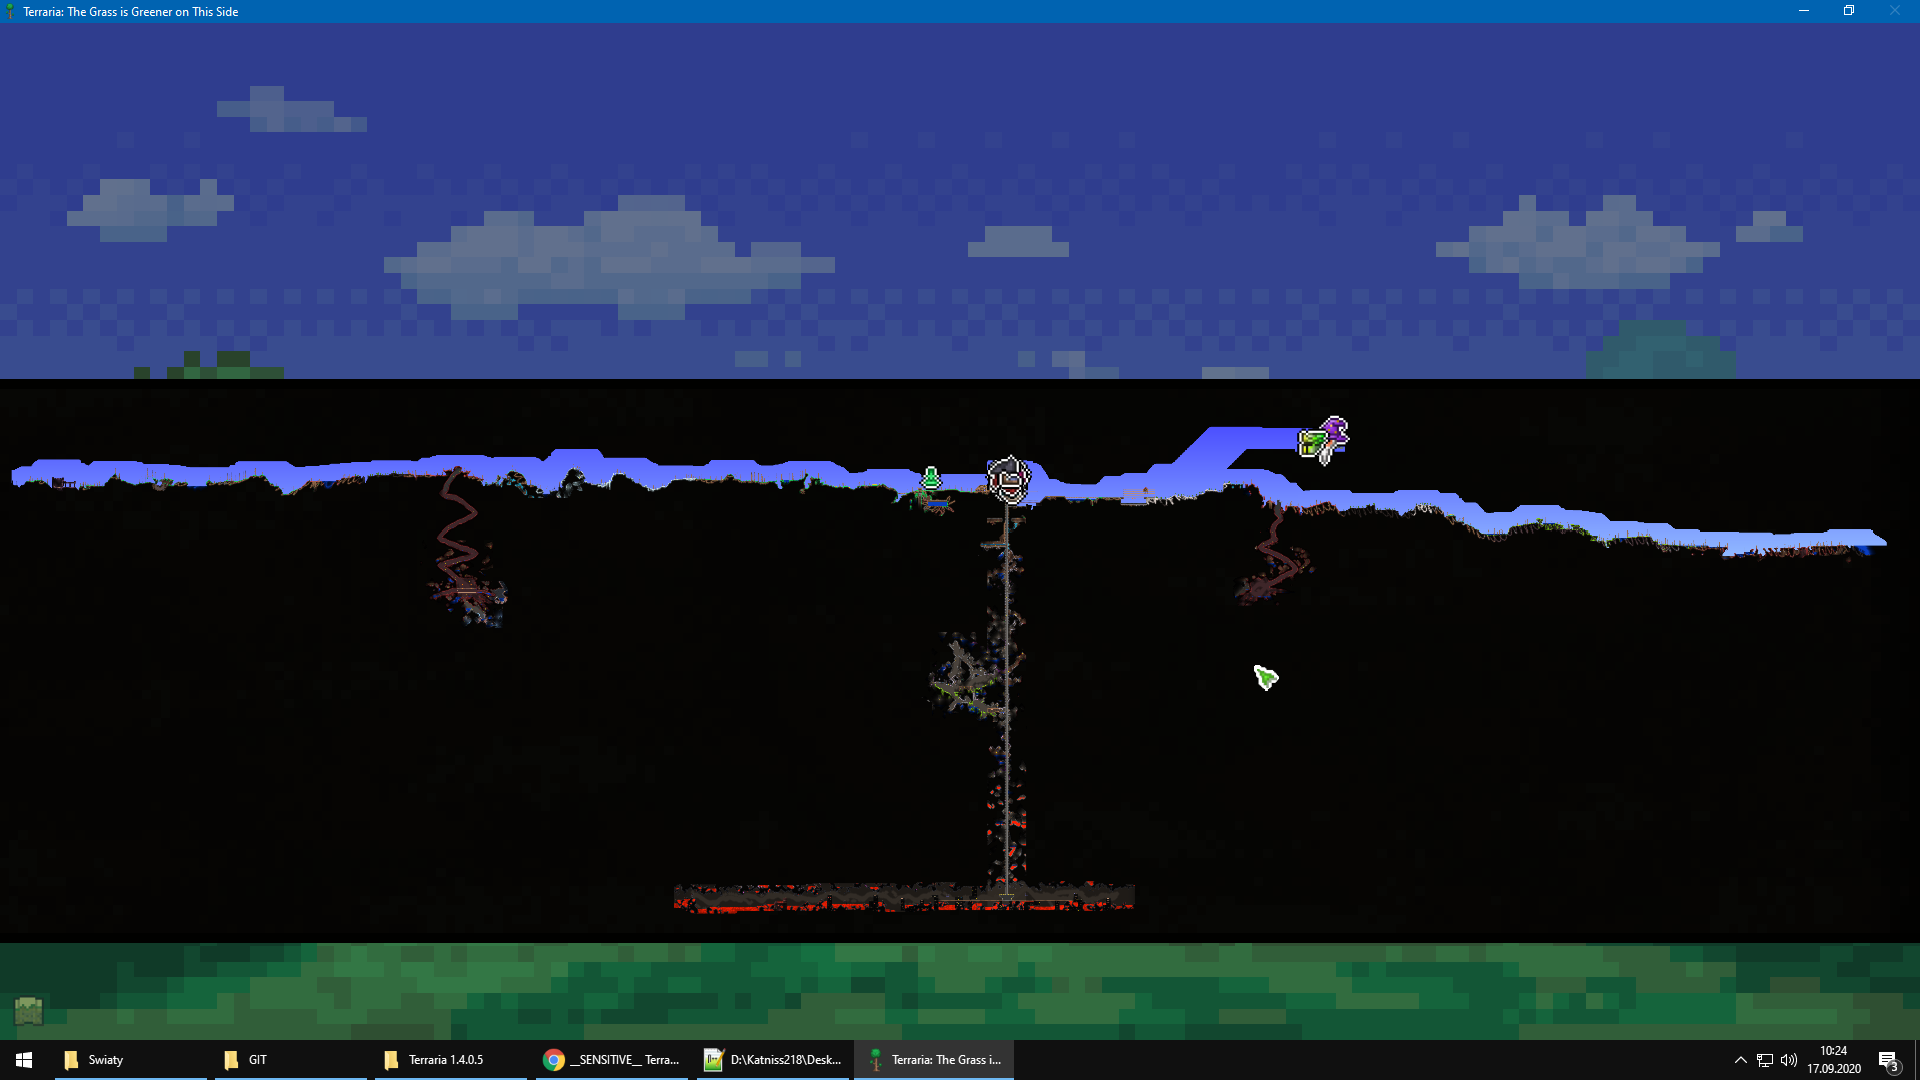 Terraria: The Grass is Greener on This Side
Swiaty
GIT
Terraria 1.4.0.5
__SENSITIVE__ Terra...
D:\Katniss218\Desk...
Terraria: The Grass i...
10:24
17.09.2020
3